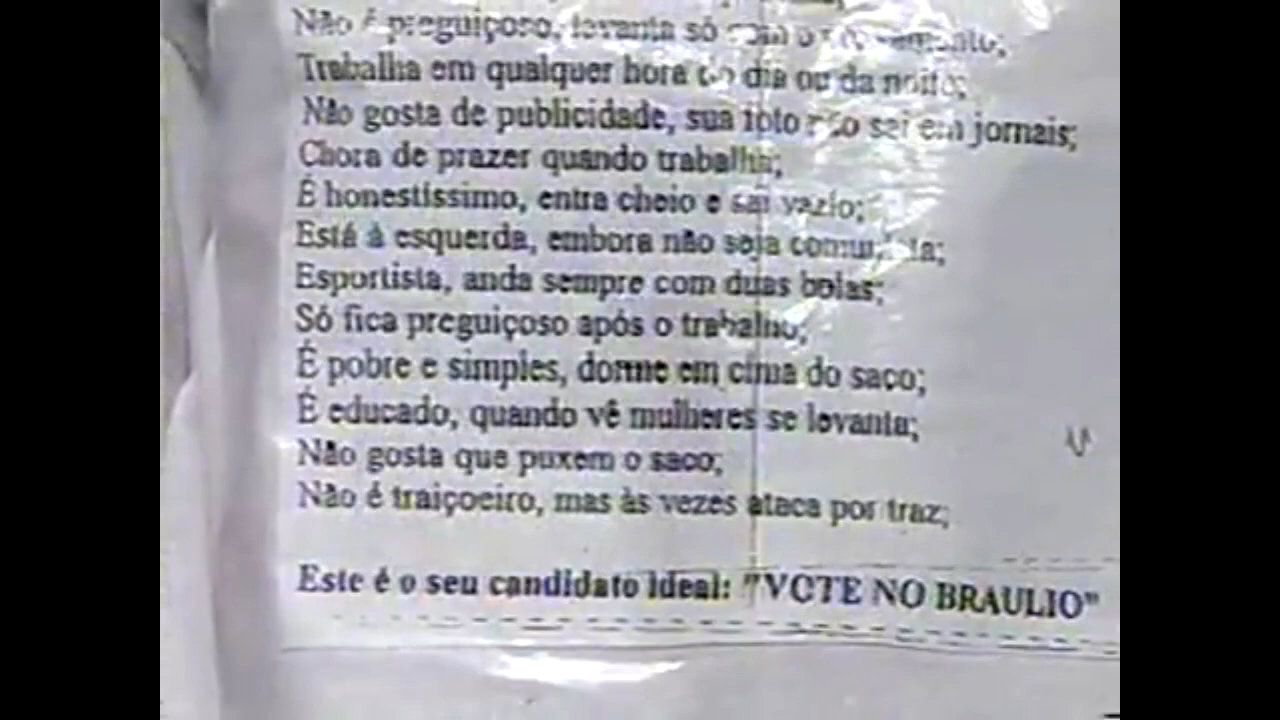 Não é preguiçoso, levanta só com o
Trabalha em qualquer hora do dia ou da noite;
Não gosta de publicidade, sua foto não sai em jornais;
Chora de prazer quando trabalha;
É honestíssimo, entra cheio e sai vazio;
Está à esquerda, embora não seja comunista;
Esportista, anda sempre com duas bolas;
Só fica preguiçoso após o trabalho;
É pobre e simples, dorme em cima do saco;
É educado, quando vê mulheres se levanta;
Não gosta que puxem o saco;
Não é traiçoeiro, mas às vezes ataca por traz;
Este é o seu candidato ideal: "VOTE NO BRAULIO"